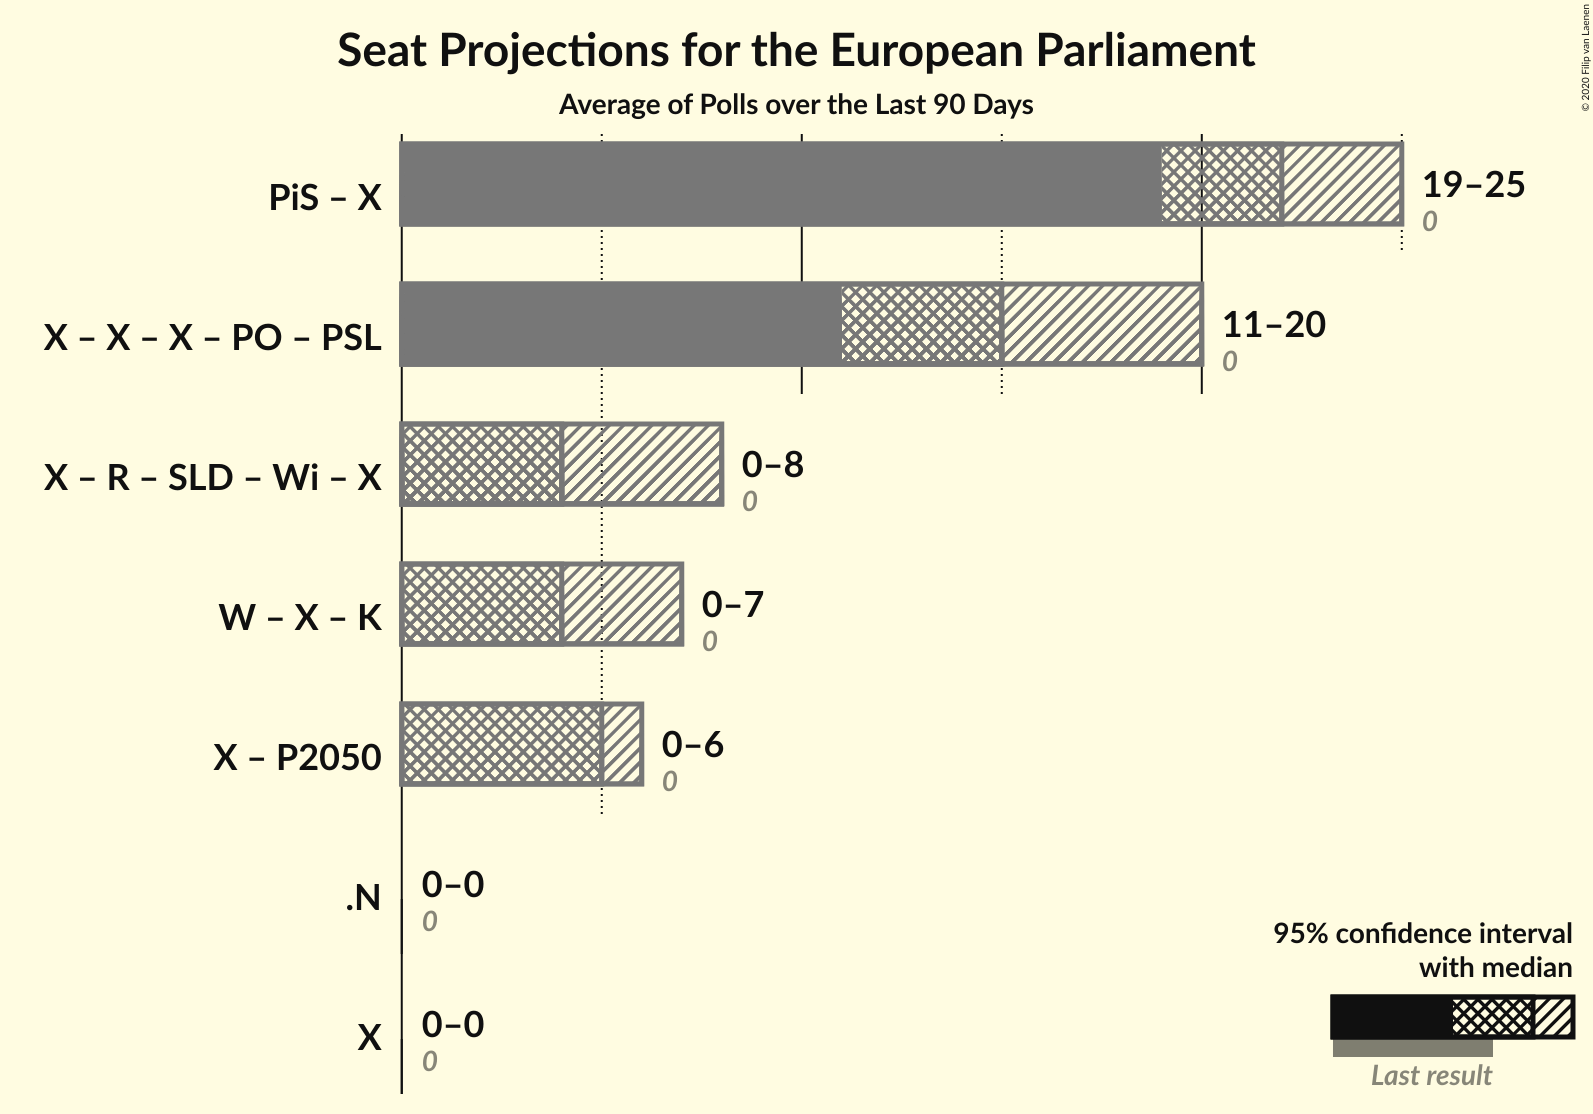 Seat Projections for the European Parliament
Average of Polls over the Last 90 Days
© 2020 Filip van Laenen
PiS – X
19–25
0
X – X – X – PO – PSL
11–20
0
X – R – SLD – Wi – X
0–8
0
W – X – K
0–7
0
X – P2050
0–6
0
.N
0–0
0
X
0–0
0
95% confidence interval
with median
Last result